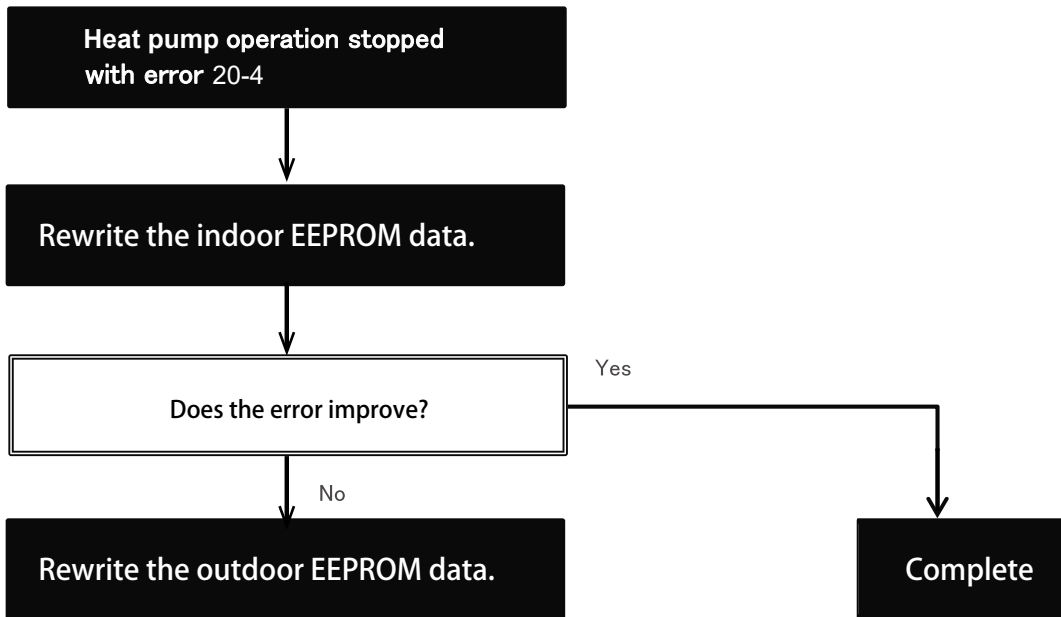 Heat pump operation stopped
with error 20-4
Rewrite the indoor EEPROM data.
Yes
Does the error improve?
No
Rewrite the outdoor EEPROM data.
Complete